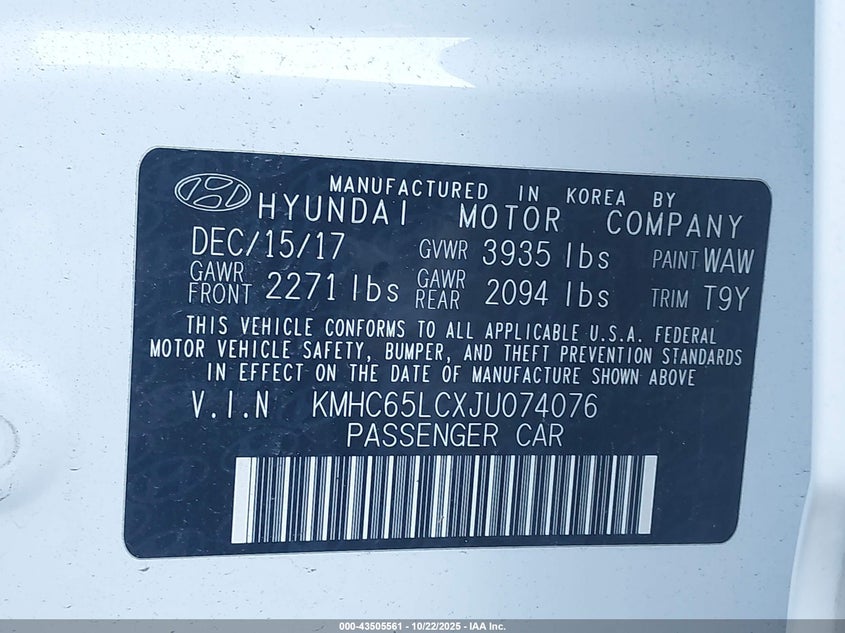 MANUFACTURED IN KOREA BY
HYUNDAI MOTOR COMPANY
DEC/15/17 GVWR 3935 lbs PAINT WAW
GAWR FRONT 2271 lbs GAWR REAR 2094 lbs TRIM T9Y
THIS VEHICLE CONFORMS TO ALL APPLICABLE U.S.A. FEDERAL
MOTOR VEHICLE SAFETY, BUMPER, AND THEFT PREVENTION STANDARDS
IN EFFECT ON THE DATE OF MANUFACTURE SHOWN ABOVE
V.I.N KMHC65LCXJU074076
PASSENGER CAR
000-43505561 - 10/22/2025 - IAA Inc.